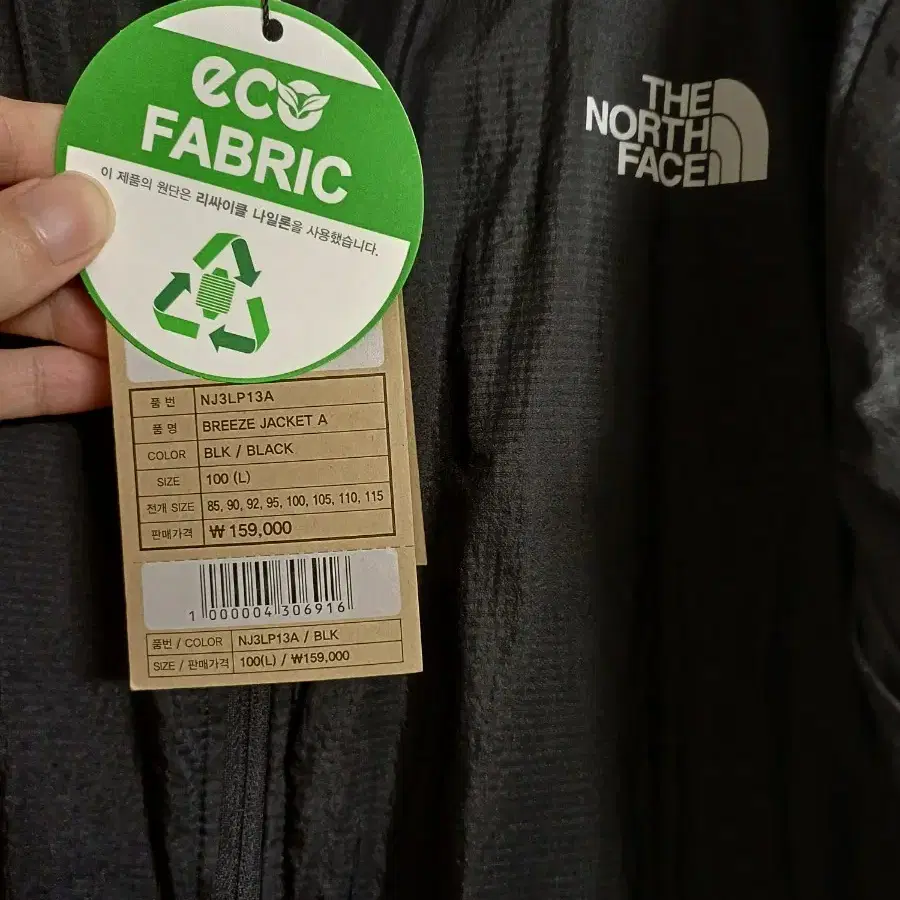 eco
FABRIC
이 제품의 원단은 리싸이클 나일론을 사용했습니다.
THE
NORTH
FACE
품 번 NJ3LP13A
품 명 BREEZE JACKET A
COLOR BLK / BLACK
SIZE 100 (L)
전개 SIZE 85, 90, 92, 95, 100, 105, 110, 115
판매가격 ₩ 159,000
1 000004 306916
품번 / COLOR NJ3LP13A / BLK
SIZE / 판매가격 100(L) / ₩159,000